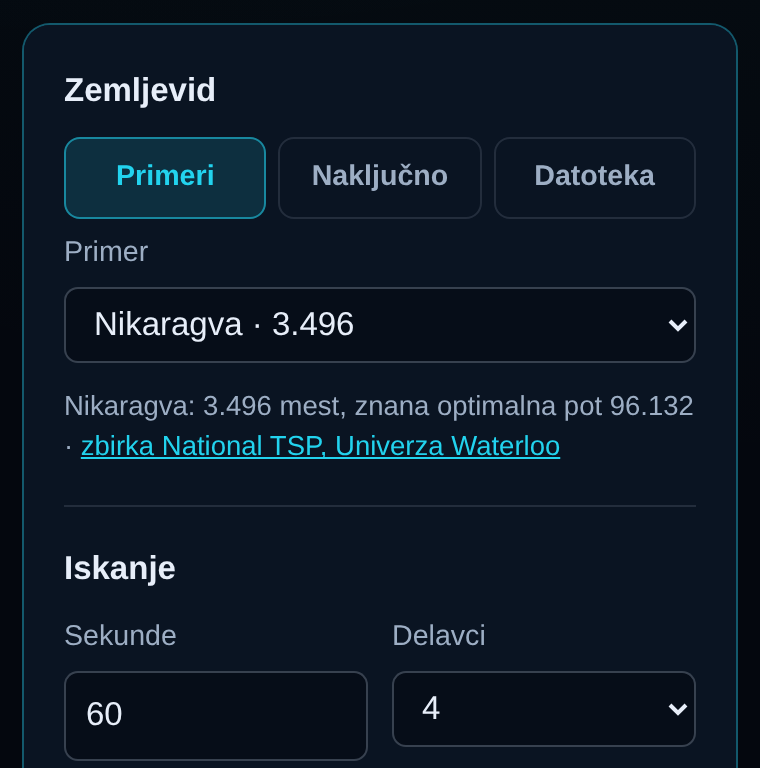 Zemljevid
Primeri
Naključno
Datoteka
Primer
Nikaragva · 3.496
Nikaragva: 3.496 mest, znana optimalna pot 96.132
· zbirka National TSP, Univerza Waterloo
Iskanje
Sekunde
Delavci
60
4